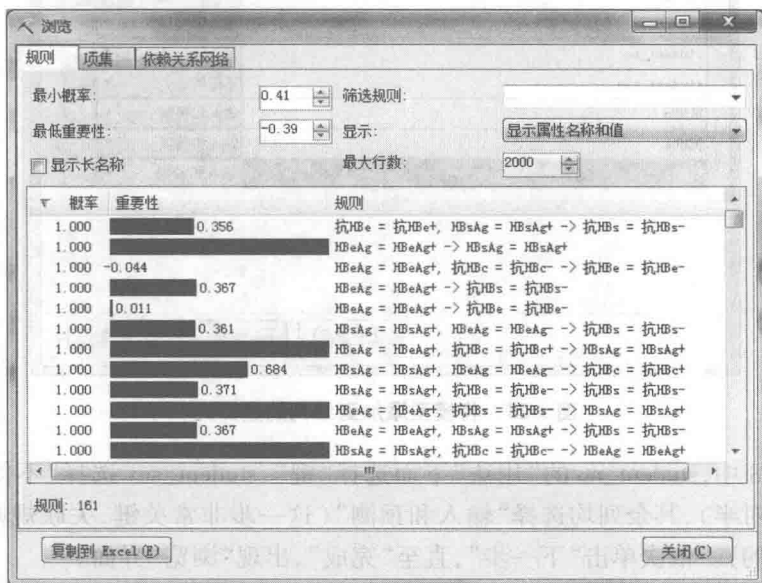 浏览
规则 项集 依赖关系网络
最小概率: 0.41 筛选规则:
最低重要性: -0.39 显示: 显示属性名称和值
显示长名称 最大行数: 2000
概率 重要性 规则
1.000 0.356 抗HBe = 抗HBe+, HBsAg = HBsAg+ -> 抗HBs = 抗HBs-
1.000 HBeAg = HBeAg+ -> HBsAg = HBsAg+
1.000 -0.044 HBeAg = HBeAg+, 抗HBc = 抗HBc- -> 抗HBe = 抗HBe-
1.000 0.367 HBeAg = HBeAg+ -> 抗HBs = 抗HBs-
1.000 0.011 HBeAg = HBeAg+ -> 抗HBe = 抗HBe-
1.000 0.361 HBsAg = HBsAg+, HBeAg = HBeAg- -> 抗HBs = 抗HBs-
1.000 HBeAg = HBeAg+, 抗HBc = 抗HBc+ -> HBsAg = HBsAg+
1.000 0.684 HBsAg = HBsAg+, HBeAg = HBeAg- -> 抗HBc = 抗HBc+
1.000 0.371 HBsAg = HBsAg+, 抗HBe = 抗HBe- -> 抗HBs = 抗HBs-
1.000 HBeAg = HBeAg+, 抗HBs = 抗HBs- -> HBsAg = HBsAg+
1.000 0.367 HBeAg = HBeAg+, HBsAg = HBsAg+ -> 抗HBs = 抗HBs-
1.000 HBsAg = HBsAg+, 抗HBc = 抗HBc- -> HBeAg = HBeAg+
规则: 161
复制到 Excel(E) 关闭(C)